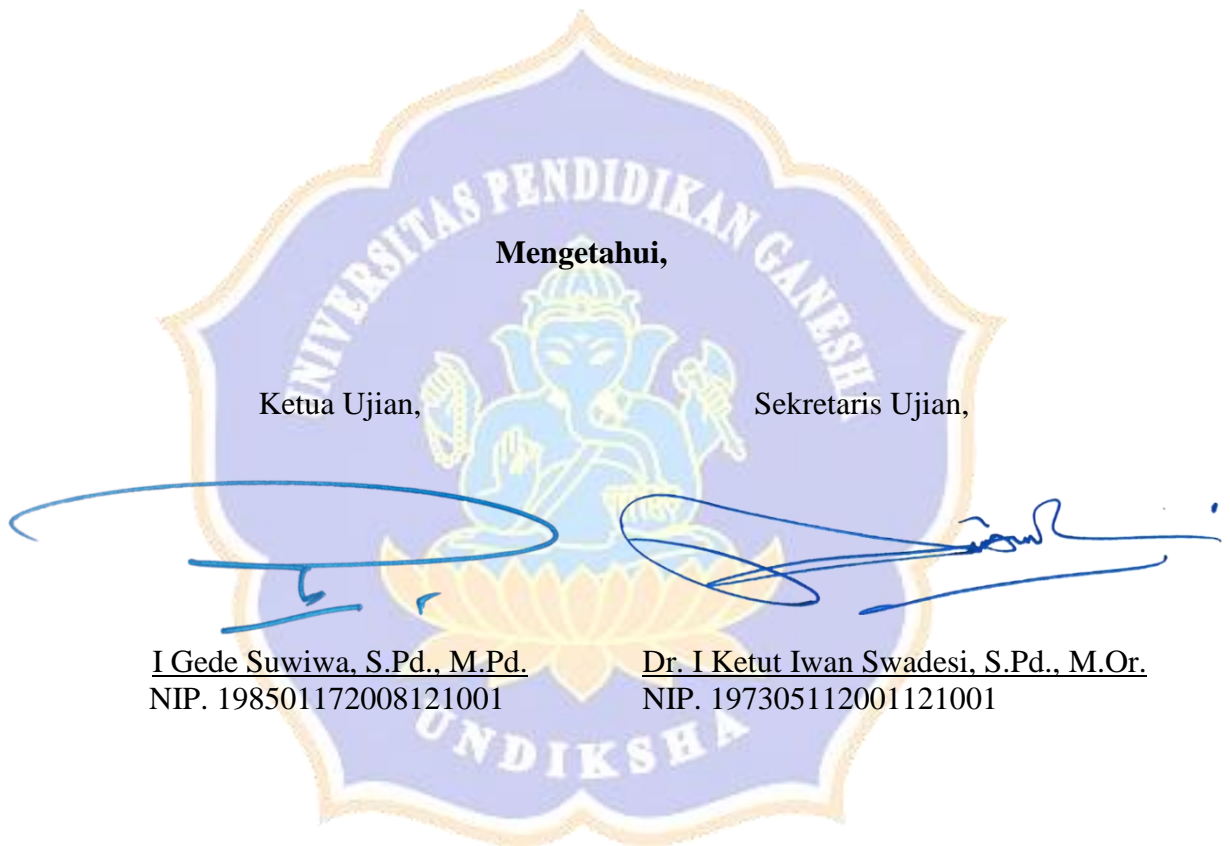 UNIVERSITAS PENDIDIKAN GANESHA
Mengetahui,
Ketua Ujian,
Sekretaris Ujian,
I Gede Suwiwa, S.Pd., M.Pd.
Dr. I Ketut Iwan Swadesi, S.Pd., M.Or.
NIP. 198501172008121001
NIP. 197305112001121001
UNDIKSHA